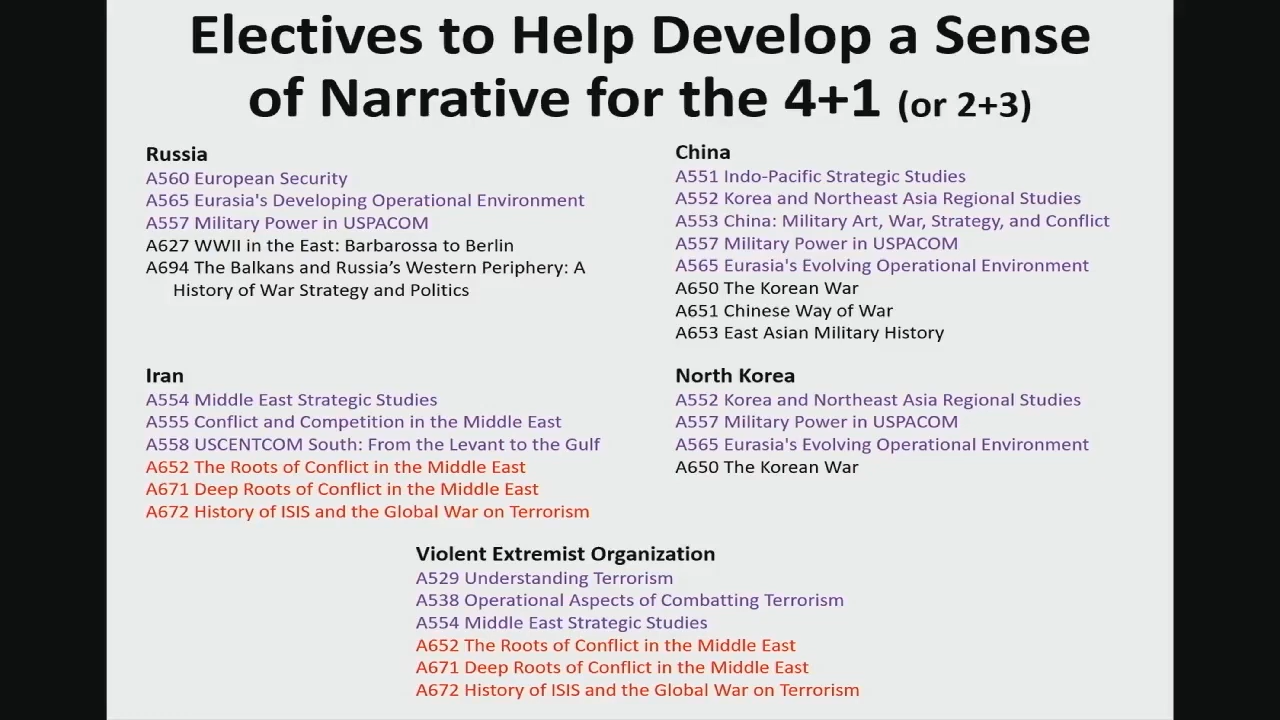 Electives to Help Develop a Sense
of Narrative for the 4+1 (or 2+3)
Russia
A560 European Security
A565 Eurasia's Developing Operational Environment
A557 Military Power in USPACOM
A627 WWII in the East: Barbarossa to Berlin
A694 The Balkans and Russia’s Western Periphery: A
History of War Strategy and Politics
China
A551 Indo-Pacific Strategic Studies
A552 Korea and Northeast Asia Regional Studies
A553 China: Military Art, War, Strategy, and Conflict
A557 Military Power in USPACOM
A565 Eurasia's Evolving Operational Environment
A650 The Korean War
A651 Chinese Way of War
A653 East Asian Military History
Iran
A554 Middle East Strategic Studies
A555 Conflict and Competition in the Middle East
A558 USCENTCOM South: From the Levant to the Gulf
A652 The Roots of Conflict in the Middle East
A671 Deep Roots of Conflict in the Middle East
A672 History of ISIS and the Global War on Terrorism
North Korea
A552 Korea and Northeast Asia Regional Studies
A557 Military Power in USPACOM
A565 Eurasia's Evolving Operational Environment
A650 The Korean War
Violent Extremist Organization
A529 Understanding Terrorism
A538 Operational Aspects of Combatting Terrorism
A554 Middle East Strategic Studies
A652 The Roots of Conflict in the Middle East
A671 Deep Roots of Conflict in the Middle East
A672 History of ISIS and the Global War on Terrorism